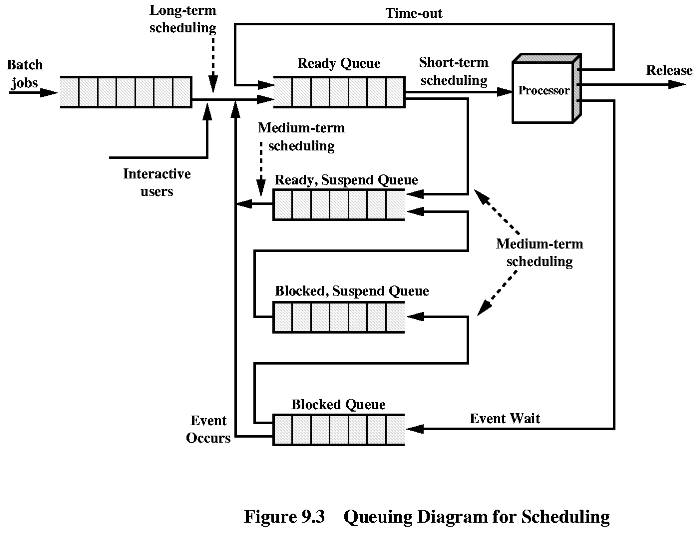 Long-term
scheduling
Time-out
Batch
jobs
Ready Queue
Short-term
scheduling
Processor
Release
Medium-term
scheduling
Interactive
users
Ready, Suspend Queue
Medium-term
scheduling
Blocked, Suspend Queue
Blocked Queue
Event
Occurs
Event Wait
Figure 9.3 Queuing Diagram for Scheduling